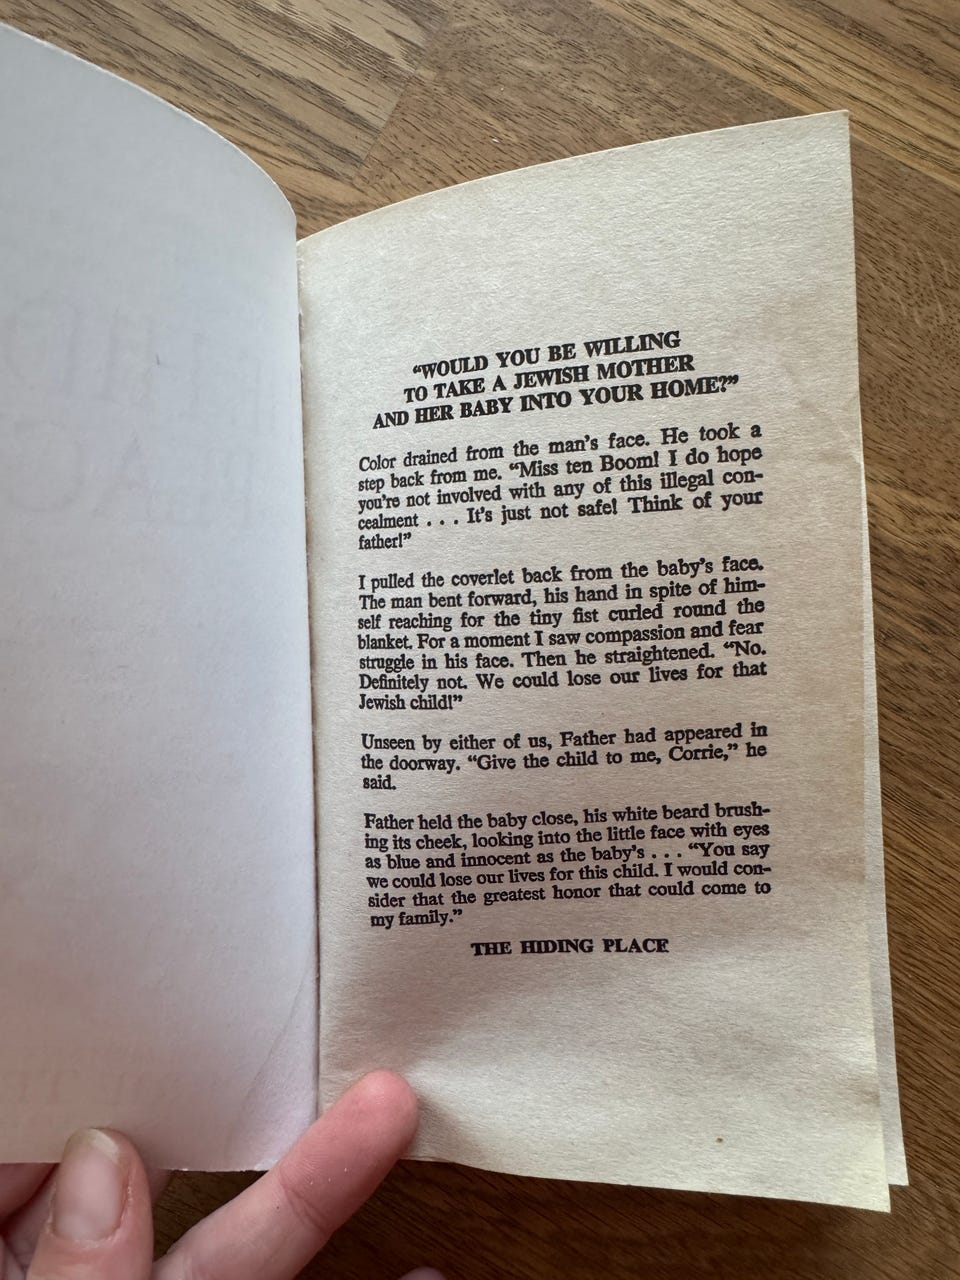 “WOULD YOU BE WILLING
TO TAKE A JEWISH MOTHER
AND HER BABY INTO YOUR HOME?”
Color drained from the man’s face. He took a
step back from me. “Miss ten Boom! I do hope
you’re not involved with any of this illegal con-
cealment . . . It’s just not safe! Think of your
father!”
I pulled the coverlet back from the baby’s face.
The man bent forward, his hand in spite of him-
self reaching for the tiny fist curled round the
blanket. For a moment I saw compassion and fear
struggle in his face. Then he straightened. “No.
Definitely not. We could lose our lives for that
Jewish child!”
Unseen by either of us, Father had appeared in
the doorway. “Give the child to me, Corrie,” he
said.
Father held the baby close, his white beard brush-
ing its cheek, looking into the little face with eyes
as blue and innocent as the baby’s . . . “You say
we could lose our lives for this child. I would con-
sider that the greatest honor that could come to
my family.”
THE HIDING PLACE